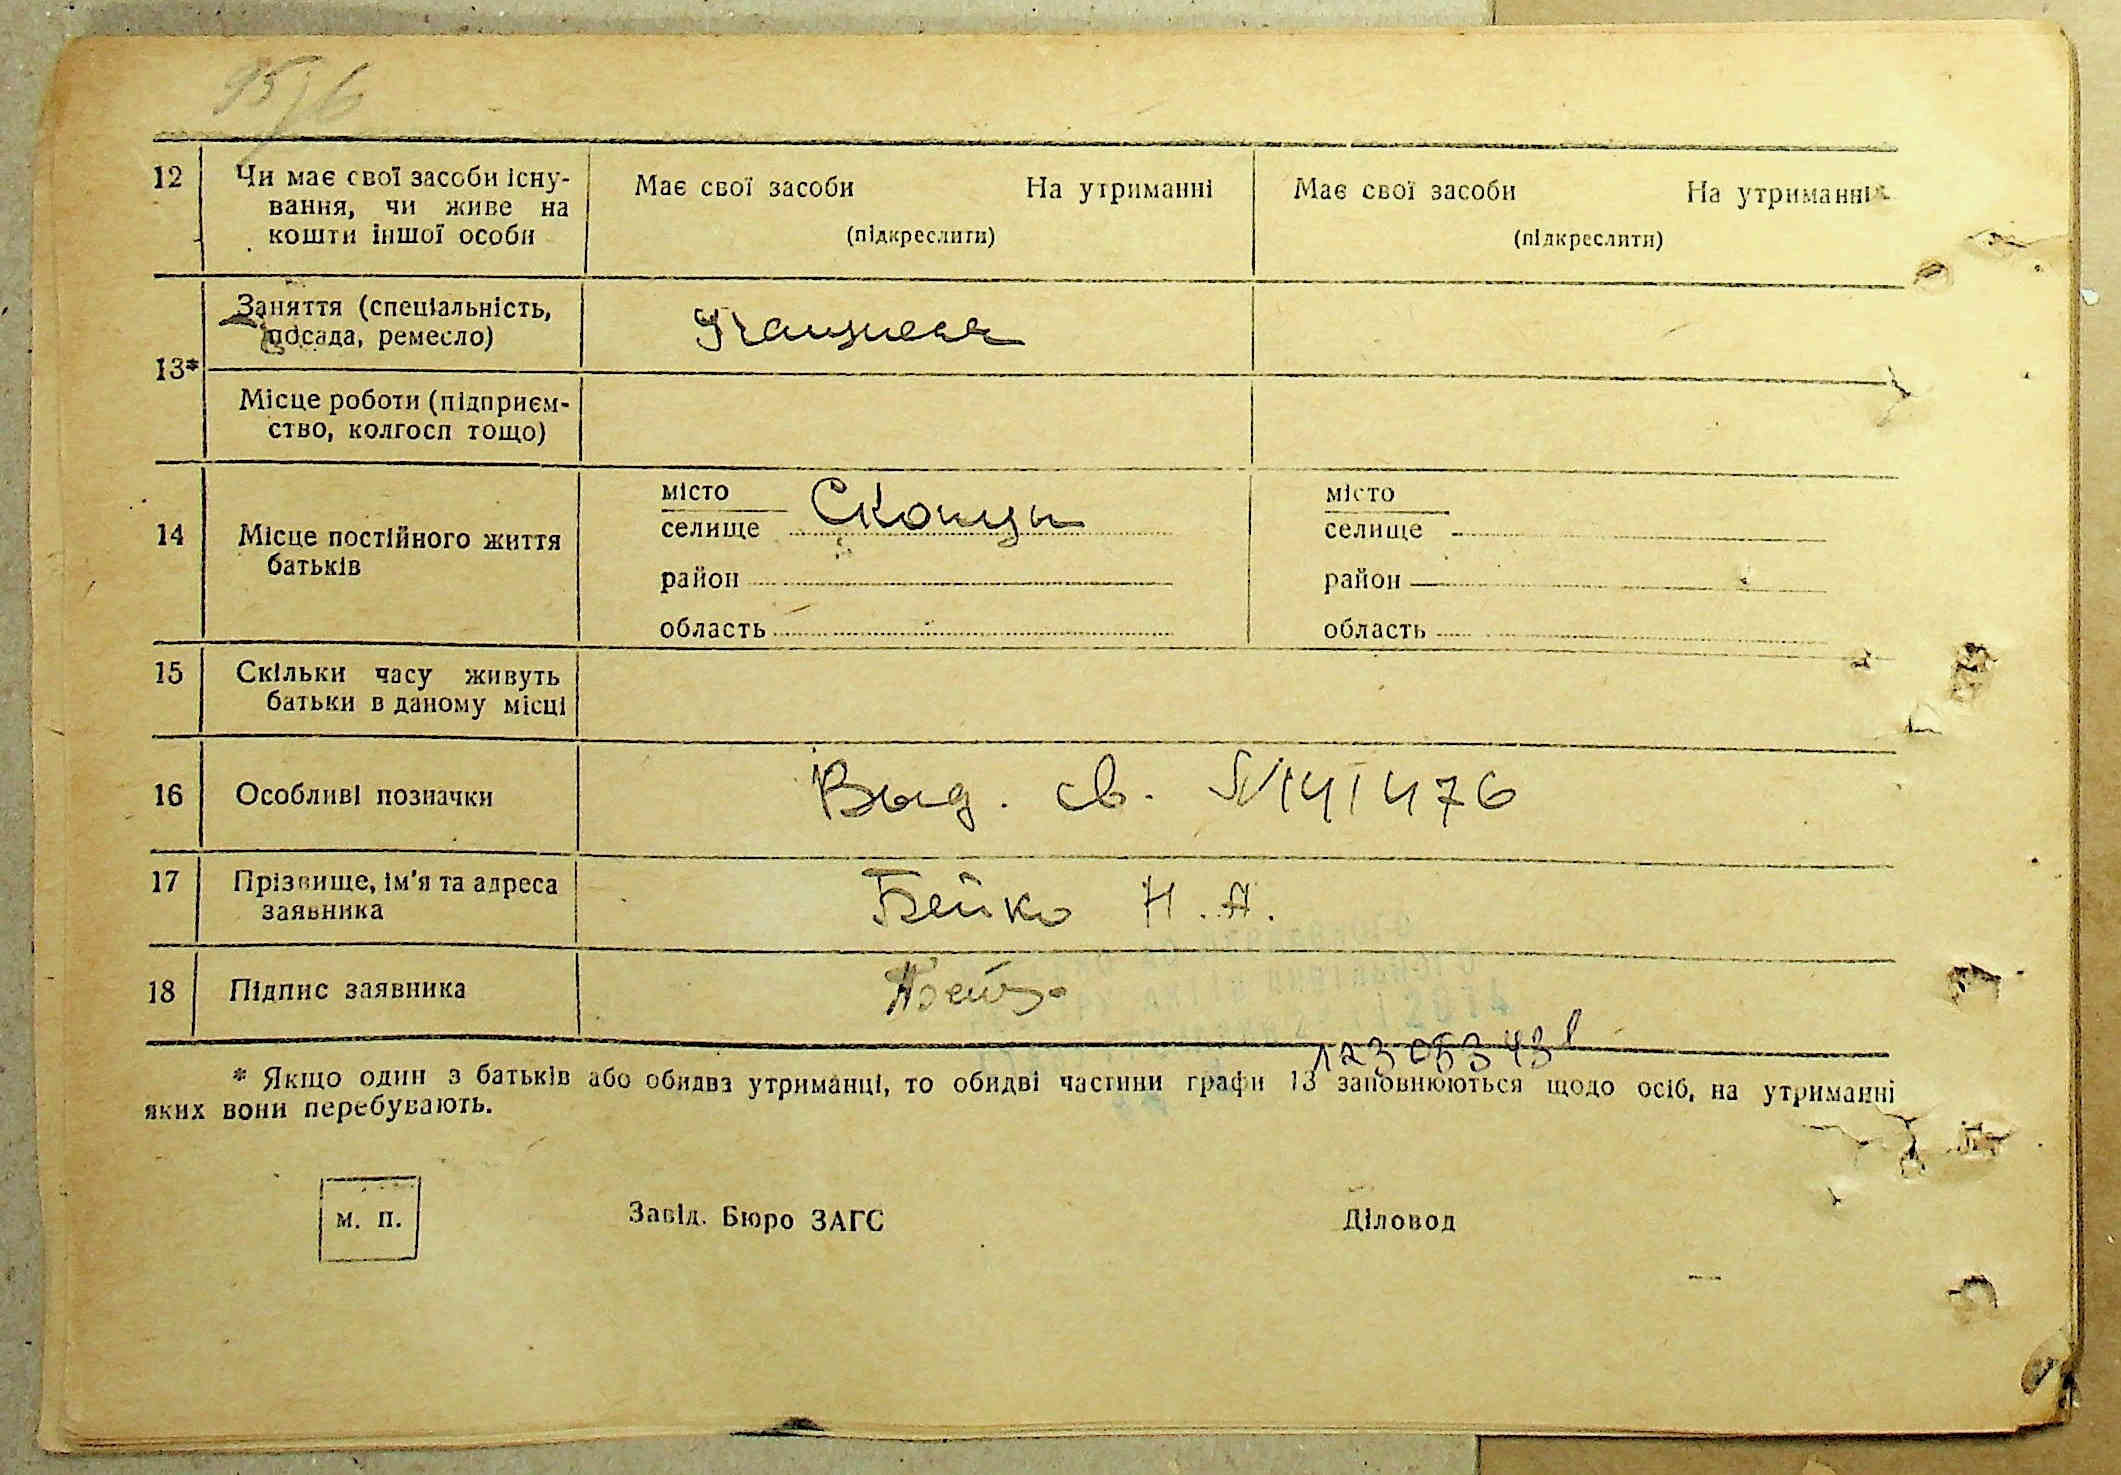 95/6
12 Чи має свої засоби існу-
вання, чи живе на
кошти іншої особи
Має свої засоби На утриманні
(підкреслити)
Має свої засоби На утриманні
(підкреслити)
13*
Заняття (спеціальність,
посада, ремесло)
Місце роботи (підприєм-
ство, колгосп тощо)
14 Місце постійного життя
батьків
місто
селище Скопци
район
область
місто
селище
район
область
15 Скільки часу живуть
батьки в даному місці
16 Особливі позначки Выд. св. № 141476
17 Прізвище, ім'я та адреса
заявника
Бейко Н. А.
18 Підпис заявника
* Якщо один з батьків або обидва утриманці, то обидві частини графи 13 заповнюються щодо осіб, на утриманні
яких вони перебувають.
м. п.
Завід. Бюро ЗАГС Діловод